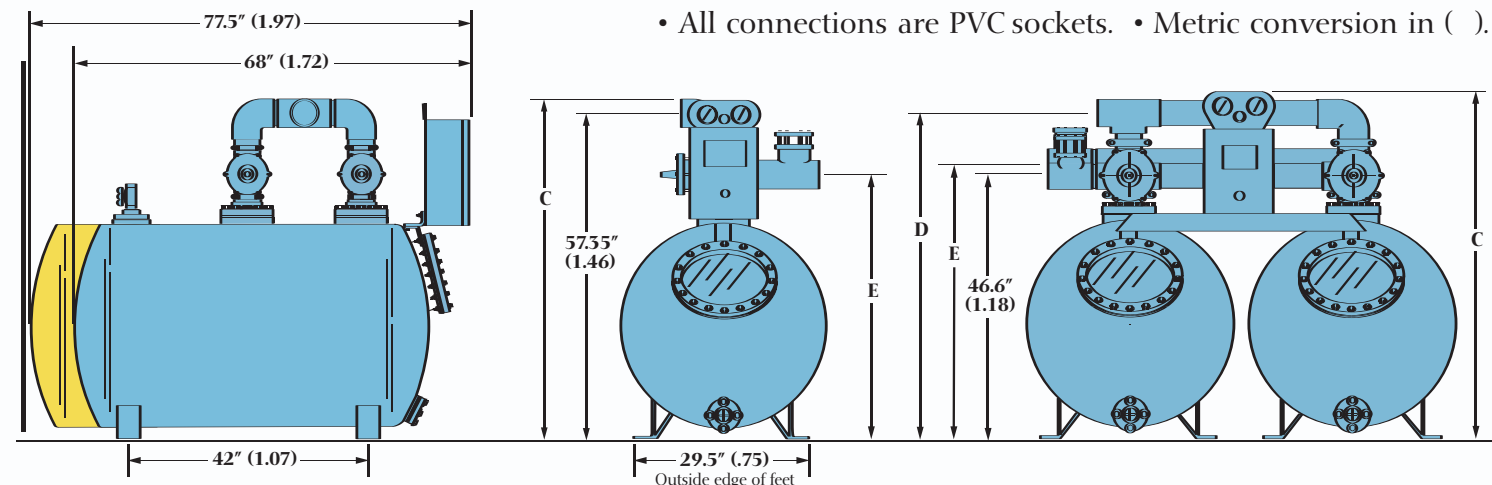 77.5" (1.97)
• All connections are PVC sockets. • Metric conversion in ( ).
68" (1.72)
C
57.55"
(1.46)
E
D
E
46.6"
(1.18)
C
42" (1.07)
29.5" (.75)
Outside edge of feet